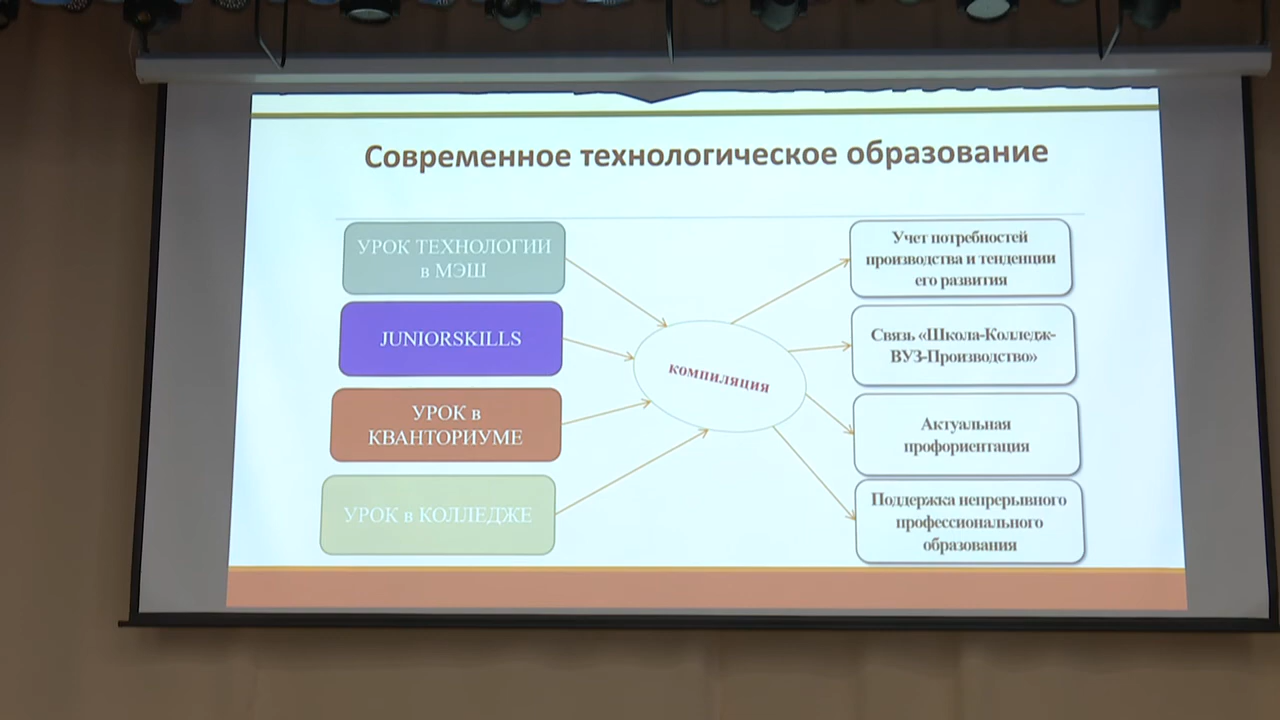 Современное технологическое образование
УРОК ТЕХНОЛОГИИ
в МЭШ
JUNIORSKILLS
УРОК в
КВАНТОРИУМЕ
УРОК в КОЛЛЕДЖЕ
компиляция
Учет потребностей
производства и тенденции
его развития
Связь «Школа-Колледж-
ВУЗ-Производство»
Актуальная
профориентация
Поддержка непрерывного
профессионального
образования